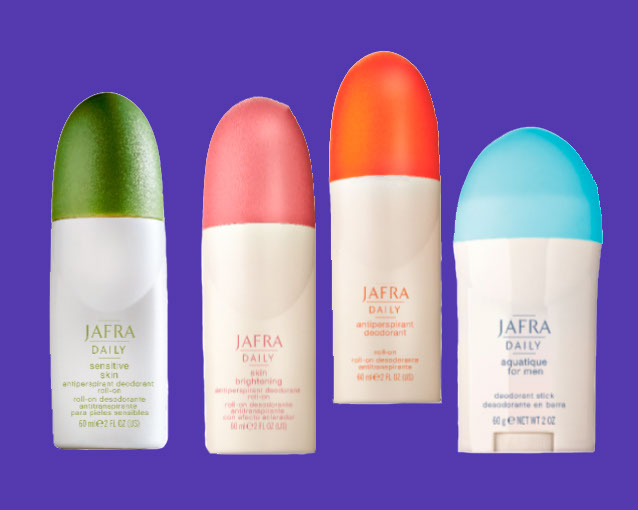 JAFRA
DAILY
sensitive
skin
antiperspirant deodorant
roll-on
roll-on desodorante
antitranspirante
para pieles sensibles
60 ml ℮ 2 FL OZ (US)
JAFRA
DAILY
skin
brightening
antiperspirant deodorant
roll-on
roll-on desodorante
antitranspirante
con efecto aclarador
60 ml ℮ 2 FL OZ (US)
JAFRA
DAILY
antiperspirant
deodorant
roll-on
roll-on desodorante
antitranspirante
60 ml ℮ 2 FL OZ (US)
JAFRA
DAILY
aquatique
for men
deodorant stick
desodorante en barra
60 g ℮ NET WT 2 OZ